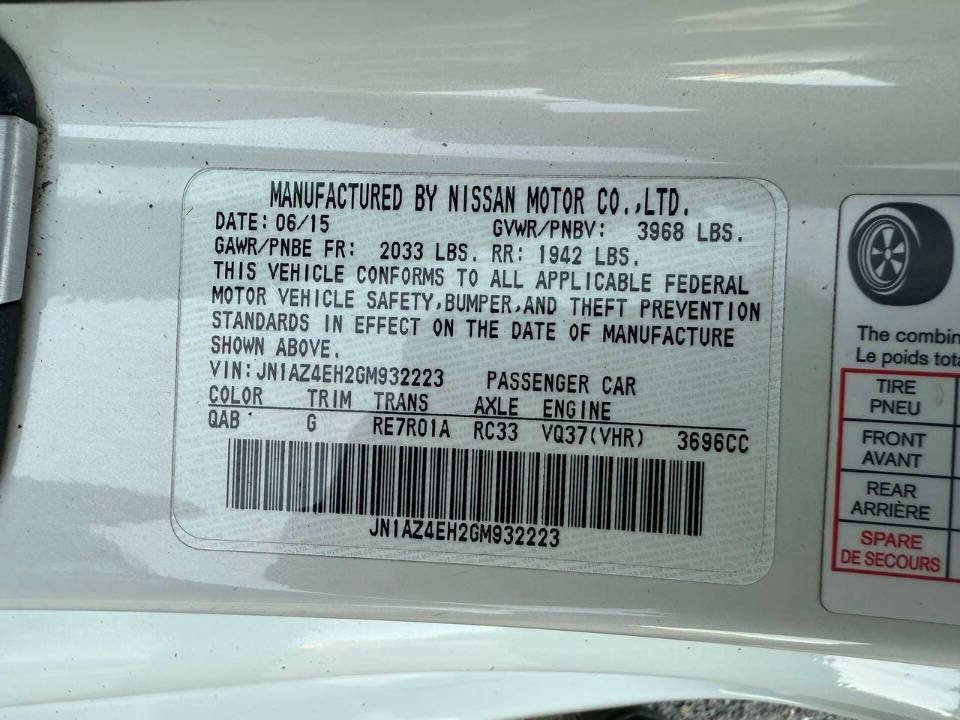 MANUFACTURED BY NISSAN MOTOR CO.,LTD.
DATE: 06/15 GVWR/PNBV: 3968 LBS.
GAWR/PNBE FR: 2033 LBS. RR: 1942 LBS.
THIS VEHICLE CONFORMS TO ALL APPLICABLE FEDERAL
MOTOR VEHICLE SAFETY,BUMPER,AND THEFT PREVENTION
STANDARDS IN EFFECT ON THE DATE OF MANUFACTURE
SHOWN ABOVE.
VIN:JN1AZ4EH2GM932223 PASSENGER CAR
COLOR TRIM TRANS AXLE ENGINE
QAB G RE7R01A RC33 VQ37(VHR) 3696CC
JN1AZ4EH2GM932223
The combin
Le poids tota
TIRE
PNEU
FRONT
AVANT
REAR
ARRIÈRE
SPARE
DE SECOURS